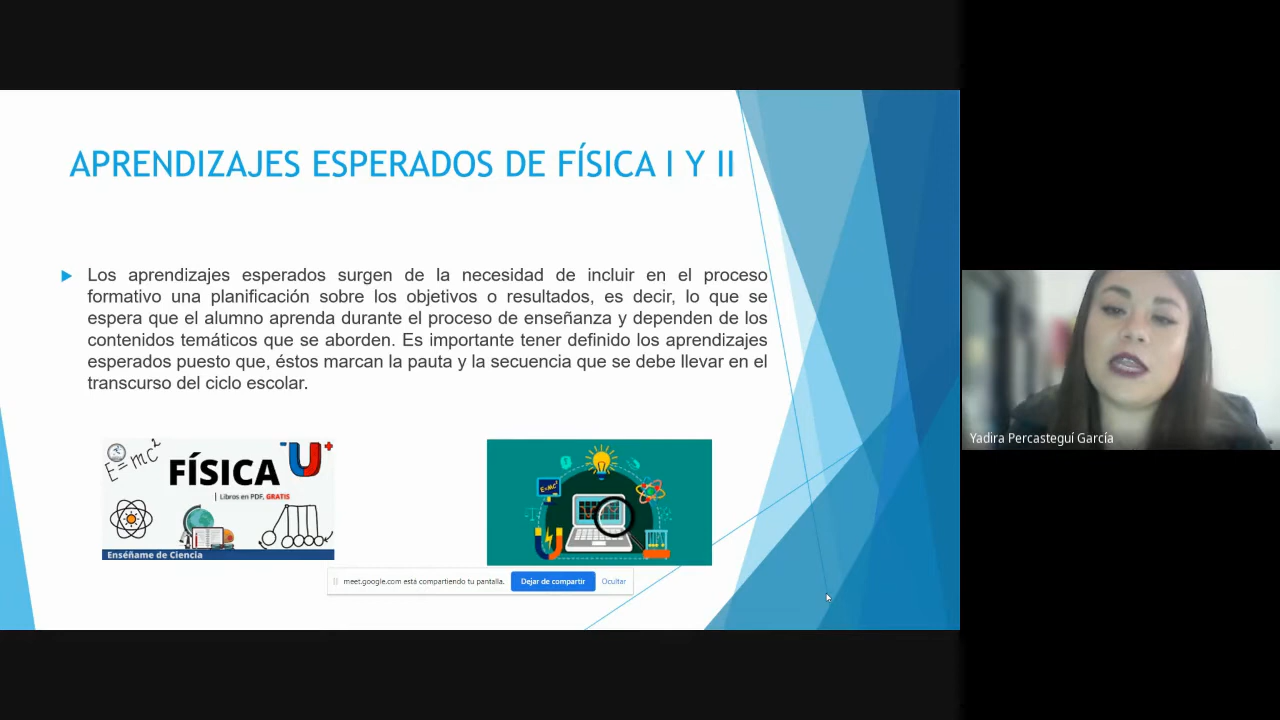 APRENDIZAJES ESPERADOS DE FÍSICA I Y II
Los aprendizajes esperados surgen de la necesidad de incluir en el proceso
formativo una planificación sobre los objetivos o resultados, es decir, lo que se
espera que el alumno aprenda durante el proceso de enseñanza y dependen de los
contenidos temáticos que se aborden. Es importante tener definido los aprendizajes
esperados puesto que, éstos marcan la pauta y la secuencia que se debe llevar en el
transcurso del ciclo escolar.
E=mc²
FÍSICA
Libros en PDF, GRATIS
Enséñame de Ciencia
E=mc²
meet.google.com está compartiendo tu pantalla.
Dejar de compartir
Ocultar
Yadira Percasteguí García